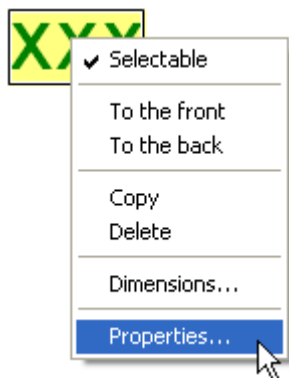 XXX
Selectable
To the front
To the back
Copy
Delete
Dimensions...
Properties...